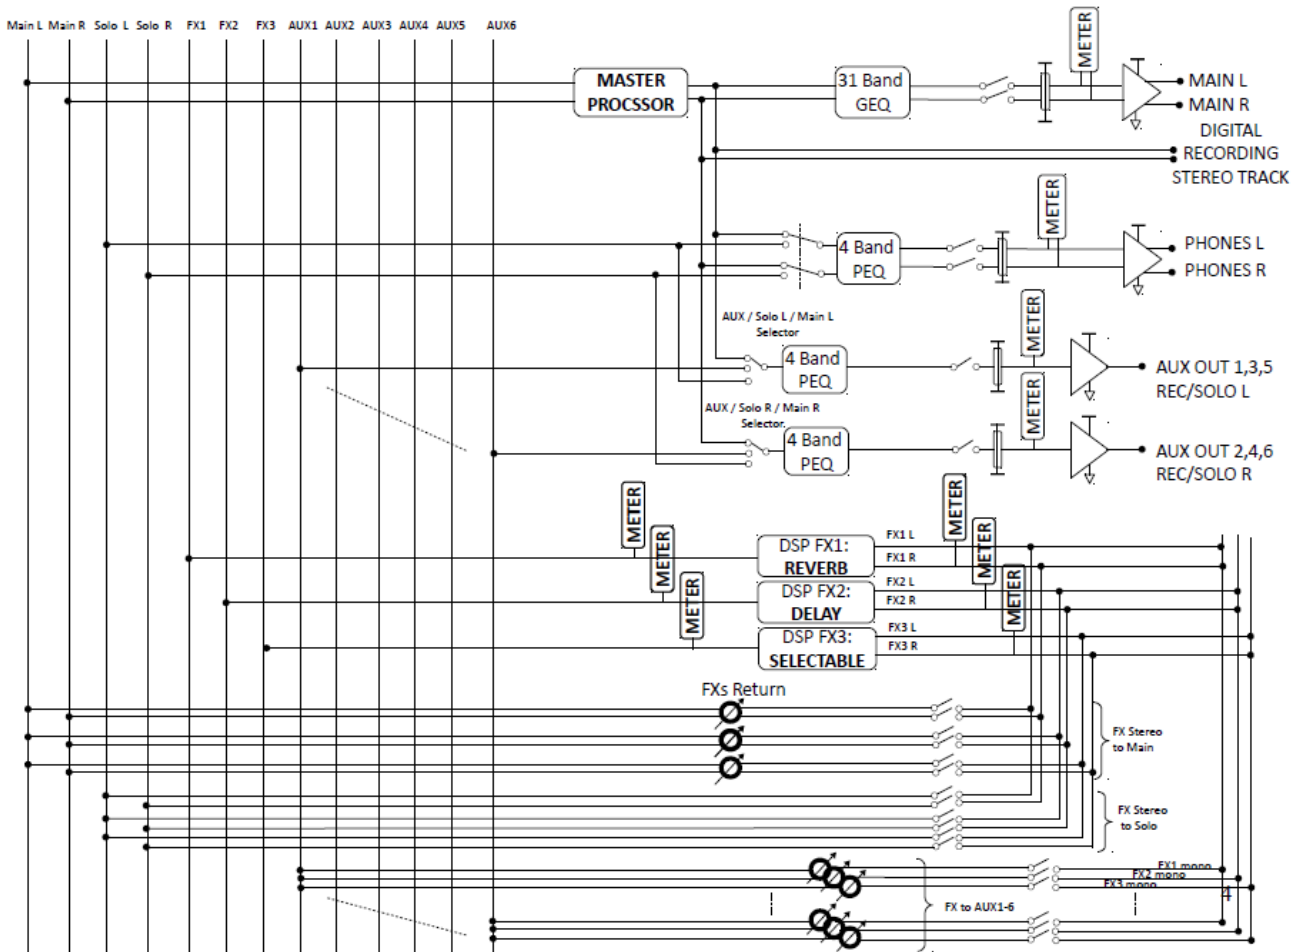 Main L Main R Solo L Solo R FX1 FX2 FX3 AUX1 AUX2 AUX3 AUX4 AUX5 AUX6
METER
MASTER
PROCSSOR
31 Band
GEQ
MAIN L
MAIN R
DIGITAL
RECORDING
STEREO TRACK
METER
4 Band
PEQ
PHONES L
PHONES R
AUX / Solo L / Main L
Selector
METER
4 Band
PEQ
AUX OUT 1,3,5
REC/SOLO L
AUX / Solo R / Main R
Selector.
METER
4 Band
PEQ
AUX OUT 2,4,6
REC/SOLO R
METER
METER
METER
DSP FX1:
REVERB
FX1 L
FX1 R
METER
DSP FX2:
DELAY
FX2 L
FX2 R
METER
DSP FX3:
SELECTABLE
FX3 L
FX3 R
METER
FXs Return
FX Stereo
to Main
FX Stereo
to Solo
FX1 mono
FX2 mono
FX3 mono
4
FX to AUX1-6